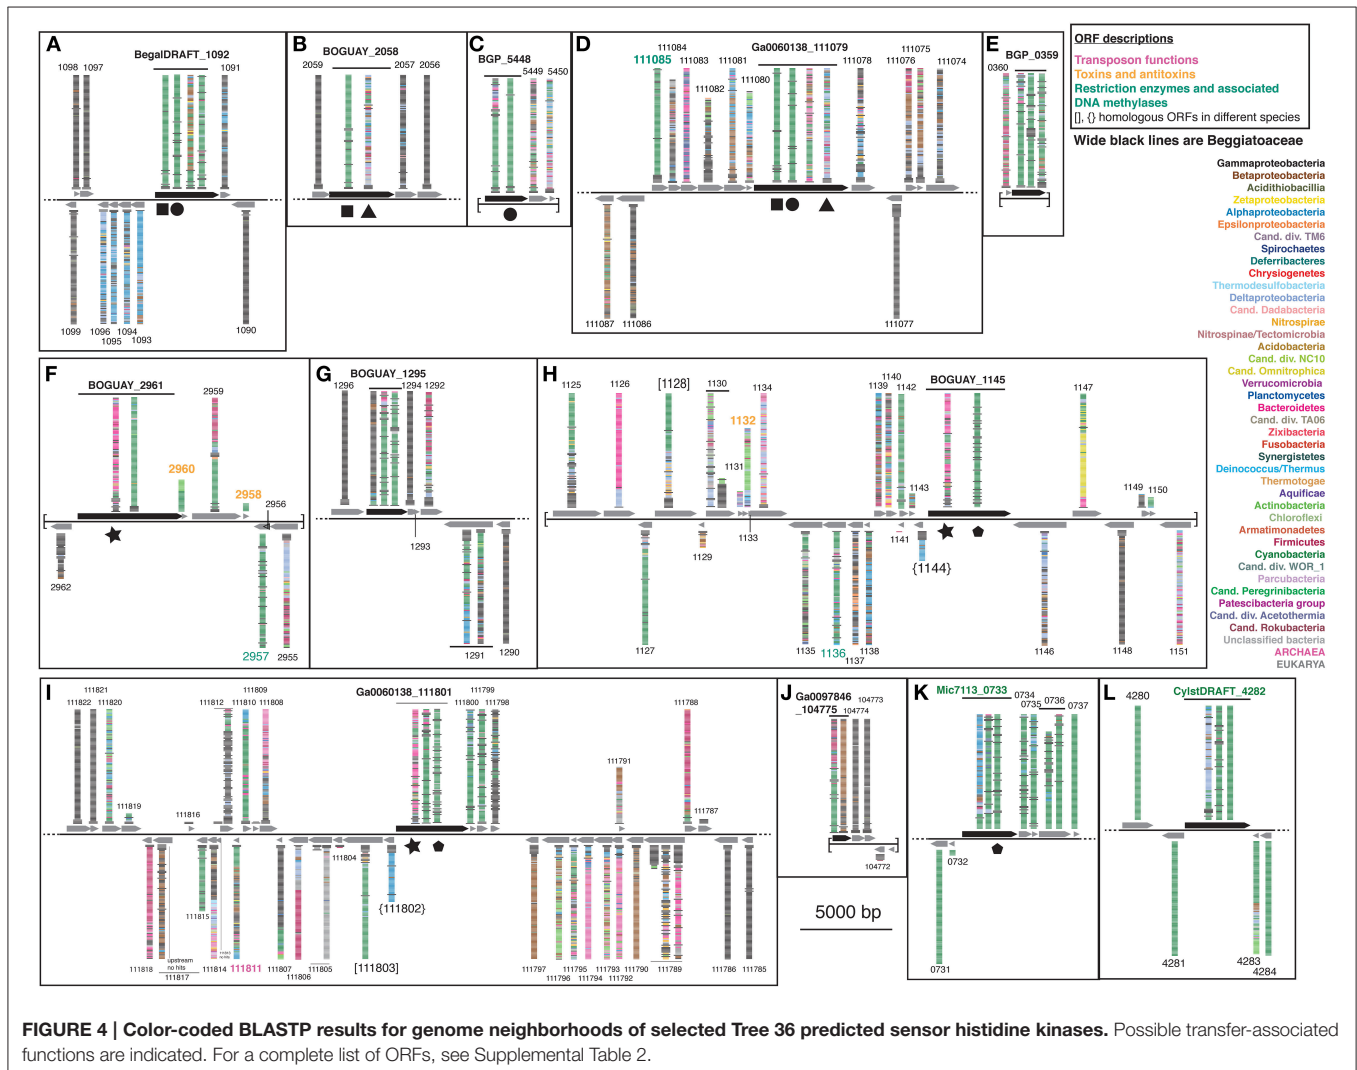 A
BegalDRAFT_1092
1098 1097
1091
1099
1096
1095
1094
1093
1090
B
BOGUAY_2058
2059
2057 2056
C
BGP_5448
5449 5450
D
Ga0060138_111079
111084
111085
111083
111082
111081
111080
111078
111075
111076
111074
111087 111086
111077
E
BGP_0359
0360
ORF descriptions
Transposon functions
Toxins and antitoxins
Restriction enzymes and associated
DNA methylases
[], {} homologous ORFs in different species
Wide black lines are Beggiatoaceae
Gammaproteobacteria
Betaproteobacteria
Acidithiobacillia
Zetaproteobacteria
Alphaproteobacteria
Epsilonproteobacteria
Cand. div. TM6
Spirochaetes
Deferribacteres
Chrysiogenetes
Thermodesulfobacteria
Deltaproteobacteria
Cand. Dadabacteria
Nitrospirae
Nitrospinae/Tectomicrobia
Acidobacteria
Cand. div. NC10
Cand. Omnitrophica
Verrucomicrobia
Planctomycetes
Bacteroidetes
Cand. div. TA06
Zixibacteria
Fusobacteria
Synergistetes
Deinococcus/Thermus
Thermotogae
Aquificae
Actinobacteria
Chloroflexi
Armatimonadetes
Firmicutes
Cyanobacteria
Cand. div. WOR_1
Parcubacteria
Cand. Peregrinibacteria
Patescibacteria group
Cand. div. Acetothermia
Cand. Rokubacteria
Unclassified bacteria
ARCHAEA
EUKARYA
F
BOGUAY_2961
2959
2960
2958
2956
2962
2957
2955
G
BOGUAY_1295
1296
1294 1292
1293
1291
1290
H
1125
1126
[1128]
1130
1134
1132
1131
1140
1139
1142
1143
BOGUAY_1145
1147
1149
1150
1127
1129
1133
1135
1136
1137
1138
1141
{1144}
1146
1148
1151
I
Ga0060138_111801
111821
111822
111820
111819
111816
111812
111809
111810
111808
111799
111800
111798
111791
111788
111787
111818
upstream
no hits
111817
111815
111814
111811
111807
111806
111805
111804
[111803]
{111802}
111797
111796
111795
111794
111793
111792
111790
111789
111786
111785
J
Ga0097846
_104775
104773
104774
104772
5000 bp
K
Mic7113_0733
0734
0735
0736
0737
0732
0731
L
4280
CylstDRAFT_4282
4281
4283
4284
FIGURE 4 | Color-coded BLASTP results for genome neighborhoods of selected Tree 36 predicted sensor histidine kinases. Possible transfer-associated
functions are indicated. For a complete list of ORFs, see Supplemental Table 2.